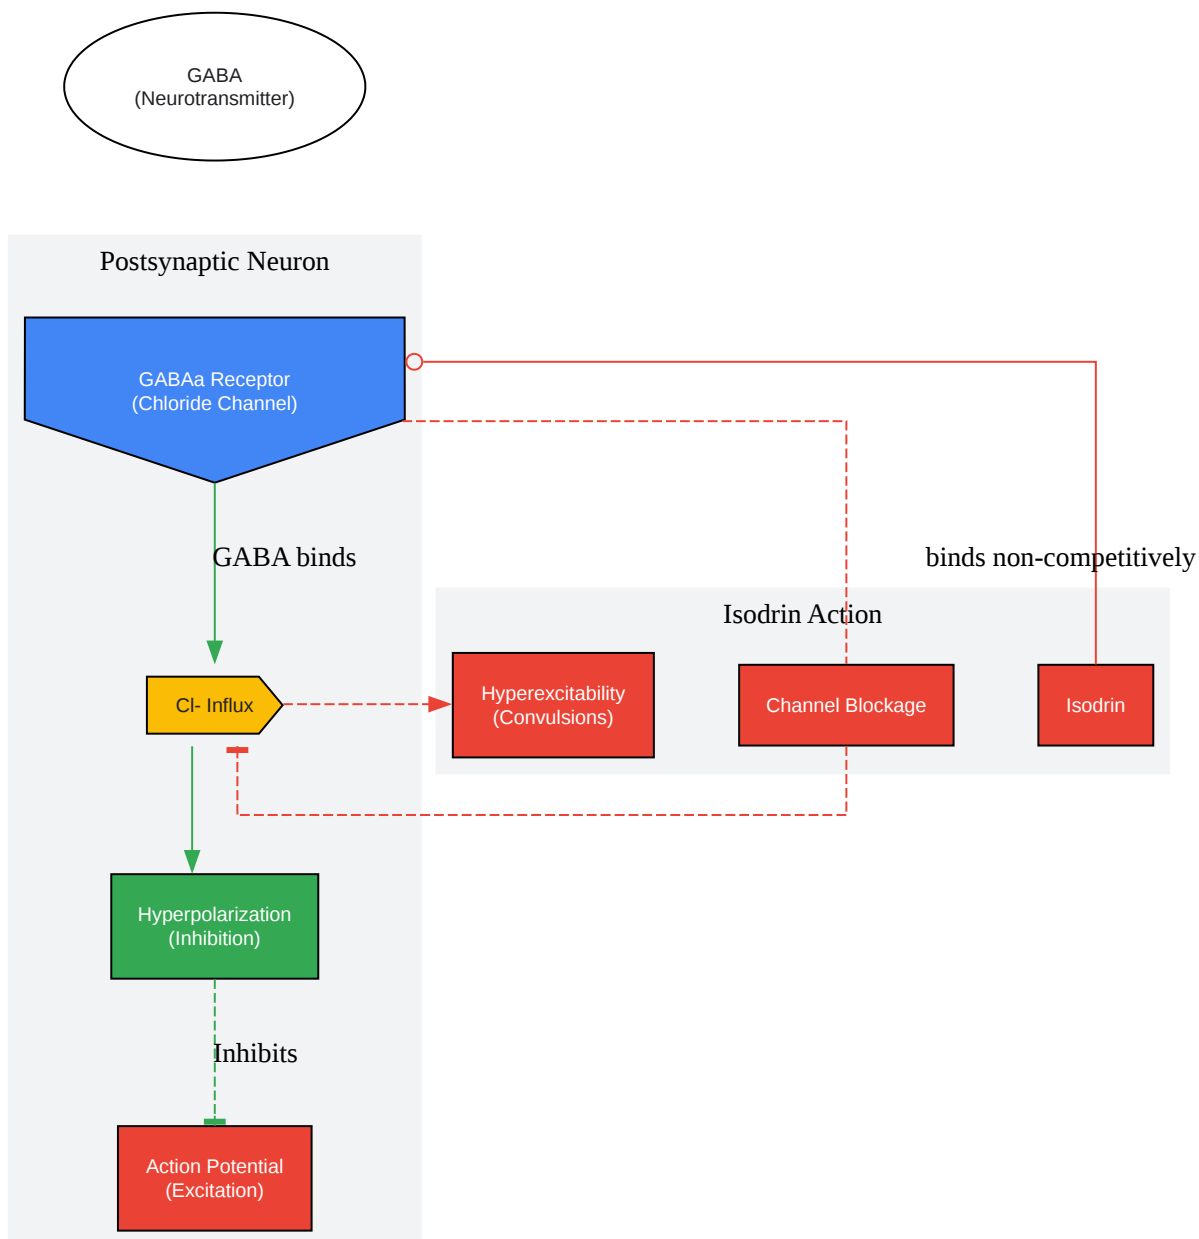 GABA
(Neurotransmitter)
Postsynaptic Neuron
GABAa Receptor
(Chloride Channel)
GABA binds
binds non-competitively
Isodrin Action
Cl- Influx
Hyperexcitability
(Convulsions)
Channel Blockage
Isodrin
Hyperpolarization
(Inhibition)
Inhibits
Action Potential
(Excitation)